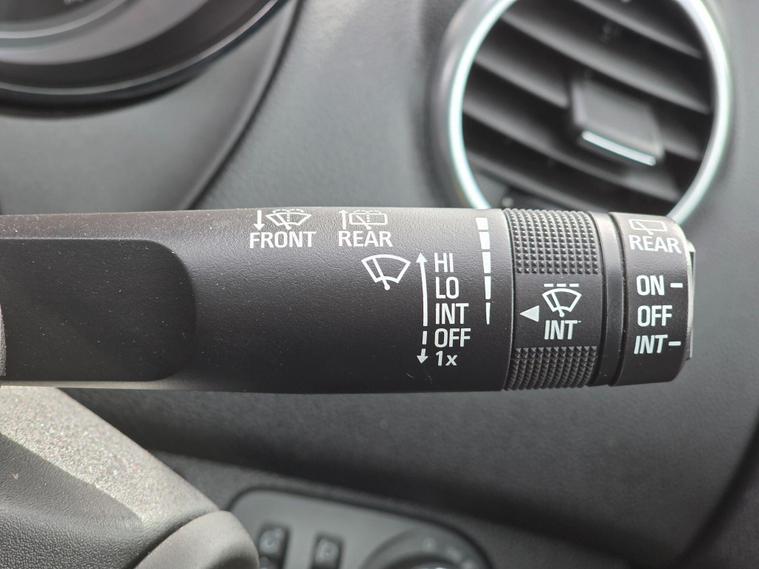 FRONT
REAR
HI
LO
INT
OFF
1x
INT
REAR
ON
OFF
INT